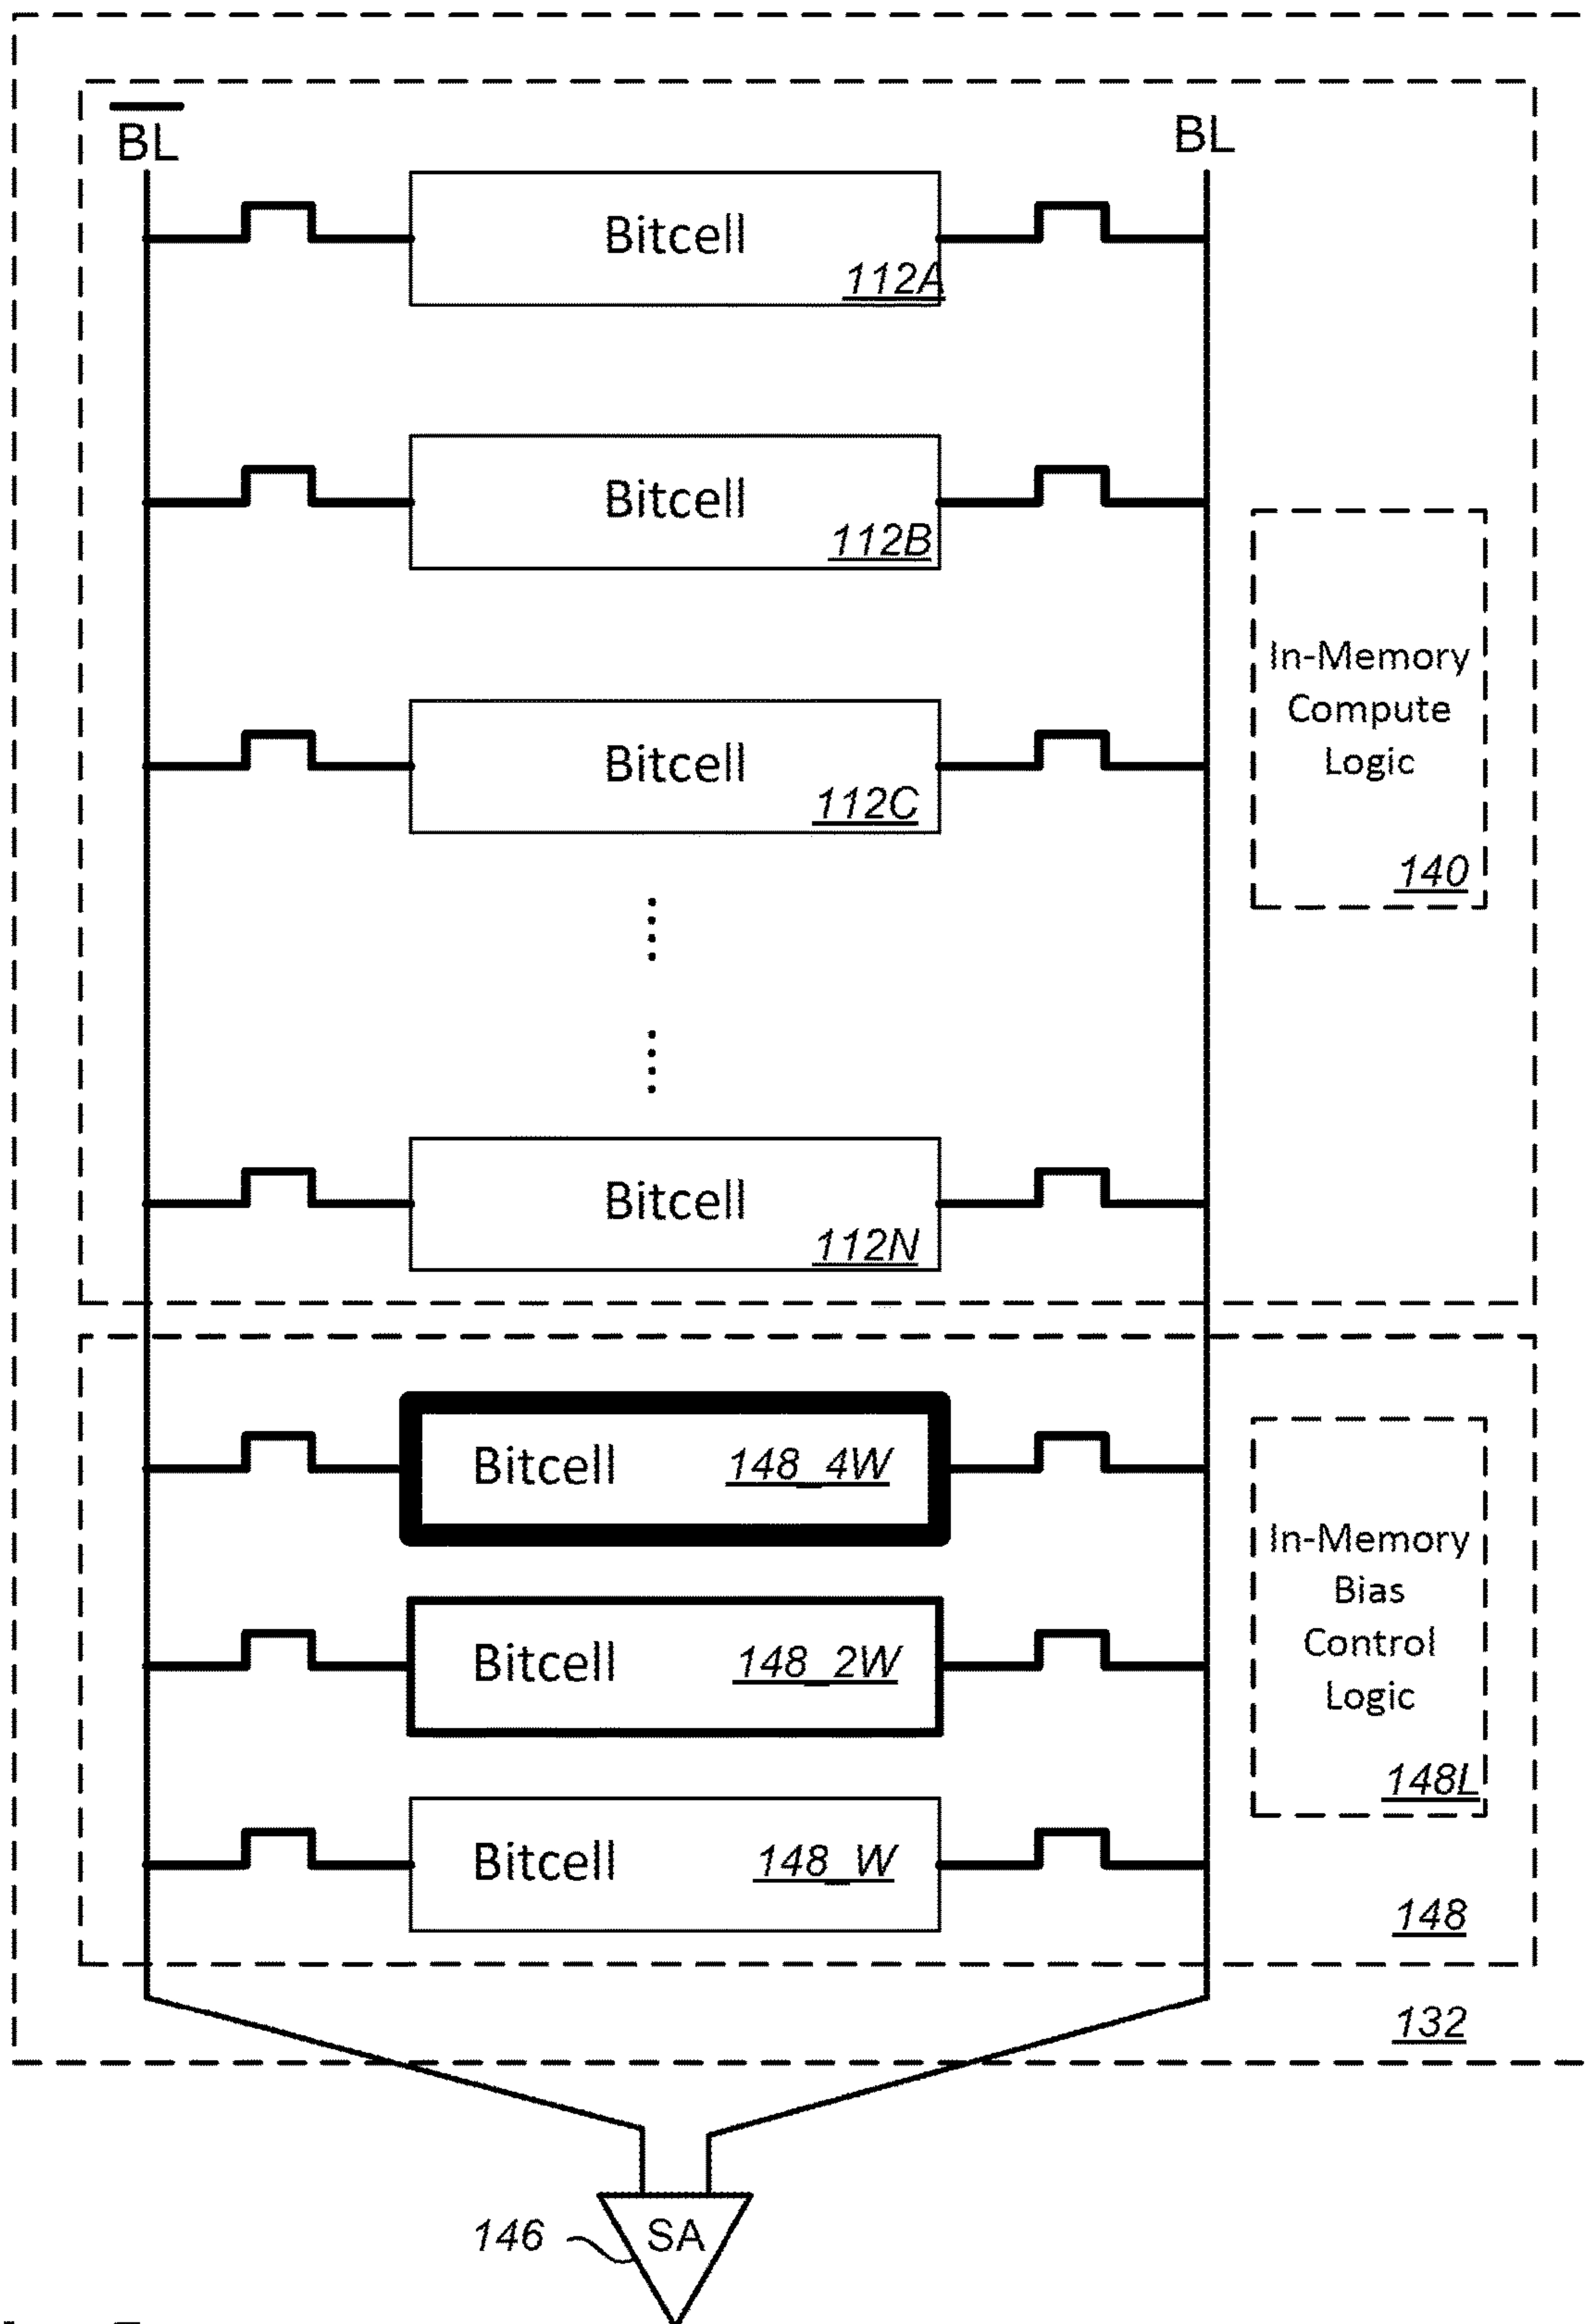 B̅L̅
BL
Bitcell
112A
Bitcell
112B
In-Memory
Compute
Logic
140
Bitcell
112C
Bitcell
112N
Bitcell 148_4W
Bitcell 148_2W
Bitcell 148_W
In-Memory
Bias
Control
Logic
148L
148
132
146
SA